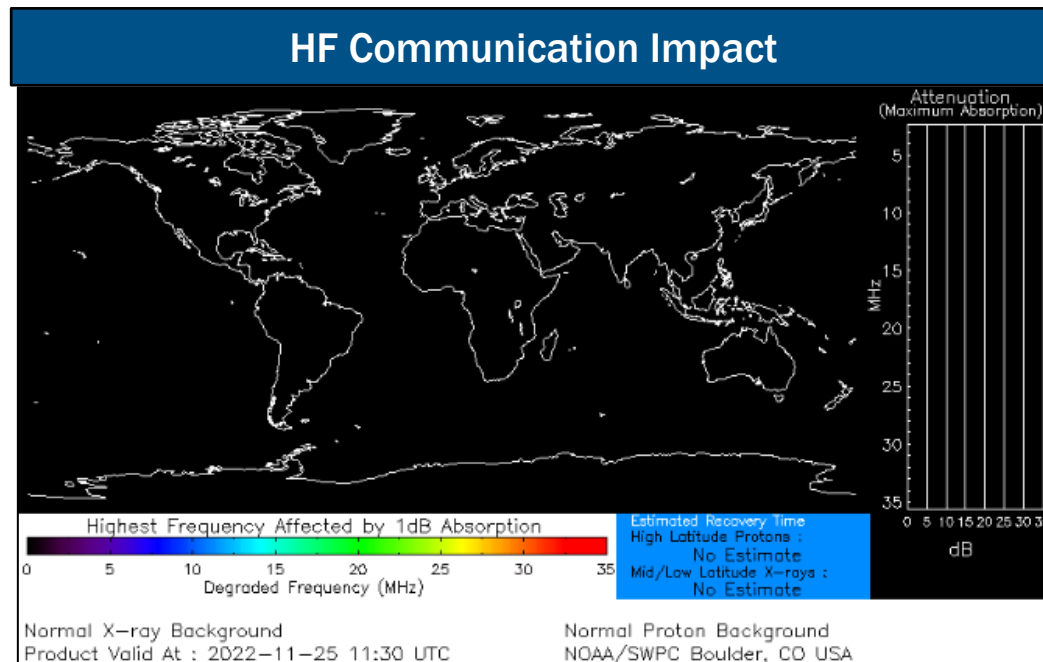 HF Communication Impact
Attenuation
(Maximum Absorption)
5
10
15
20
25
30
35
MHz
0 5 10 15 20 25 30 3
dB
Highest Frequency Affected by 1dB Absorption
0 5 10 15 20 25 30 35
Degraded Frequency (MHz)
Estimated Recovery Time
High Latitude Protons :
No Estimate
Mid/Low Latitude X-rays :
No Estimate
Normal X-ray Background
Product Valid At : 2022-11-25 11:30 UTC
Normal Proton Background
NOAA/SWPC Boulder, CO USA